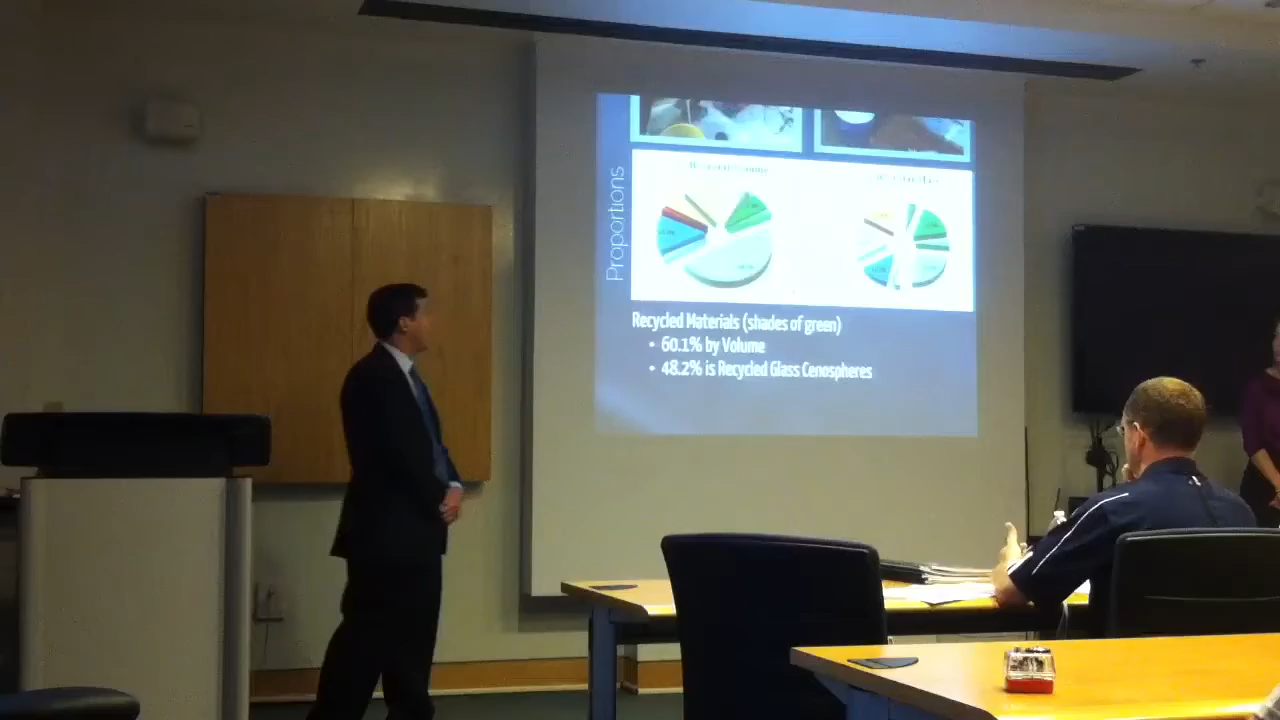 Proportions
Recycled Materials (shades of green)
• 60.1% by Volume
• 48.2% is Recycled Glass Cenospheres